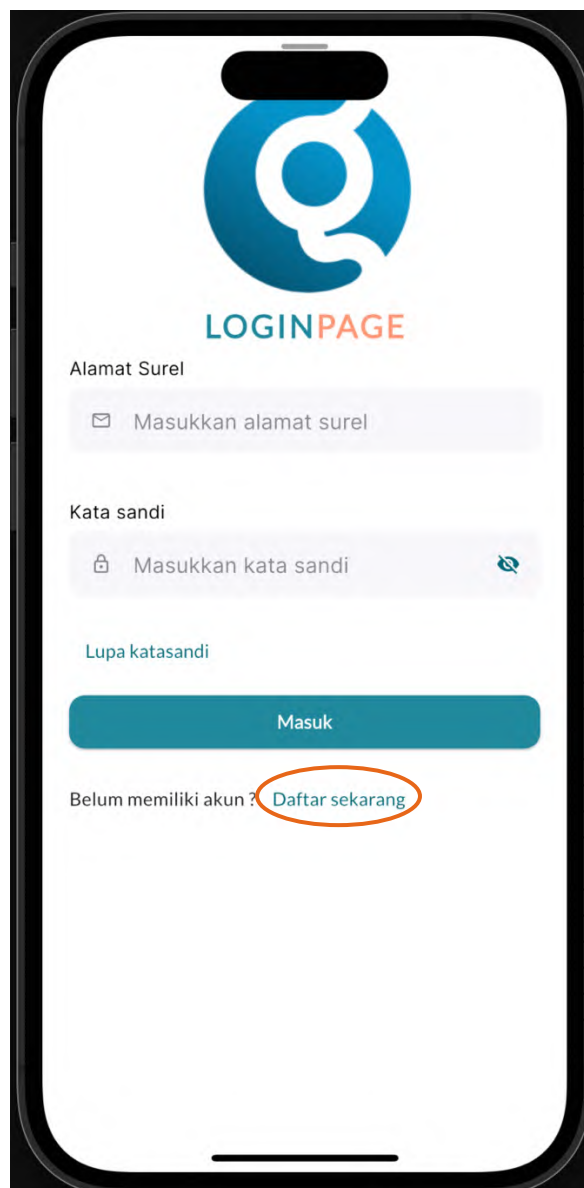 LOGINPAGE
Alamat Surel
Masukkan alamat surel
Kata sandi
Masukkan kata sandi
Lupa katasandi
Masuk
Belum memiliki akun ? Daftar sekarang